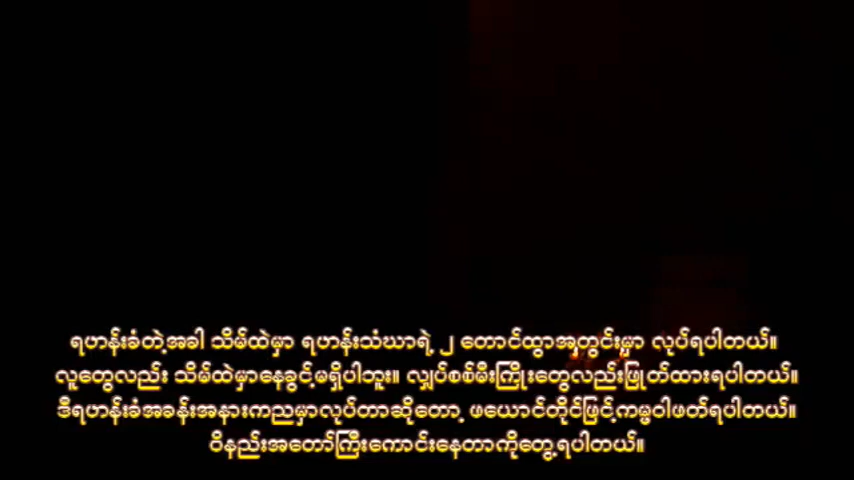 ရဟန်းခံတဲ့အခါ သိမ်ထဲမှာ ရဟန်းသံဃာရဲ့ ၂ တောင်ထွာအတွင်းမှာ လုပ်ရပါတယ်။
လူတွေလည်း သိမ်ထဲမှာနေခွင့်မရှိပါဘူး။ လျှပ်စစ်မီးကြိုးတွေလည်းဖြုတ်ထားရပါတယ်။
ဒီရဟန်းခံအခန်းအနားကညမှာလုပ်တာဆိုတော့ ဖယောင်တိုင်ဖြင့်ကမ္မဝါဖတ်ရပါတယ်။
ဝိနည်းအတော်ကြီးကောင်းနေတာကိုတွေ့ရပါတယ်။